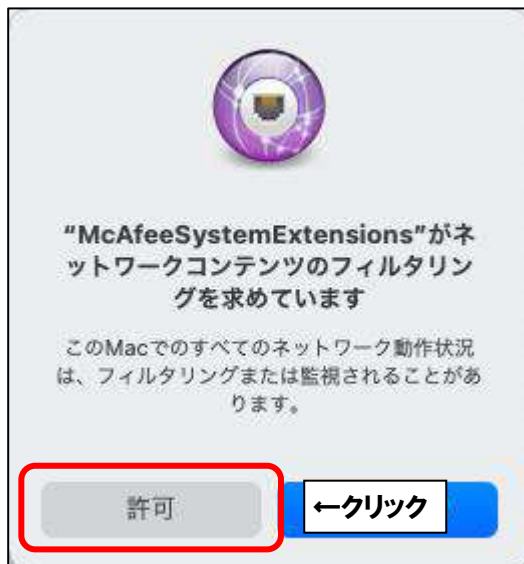 “McAfeeSystemExtensions”がネ
ットワークコンテンツのフィルタリン
グを求めています
このMacでのすべてのネットワーク動作状況
は、フィルタリングまたは監視されることがあ
ります。
許可
←クリック